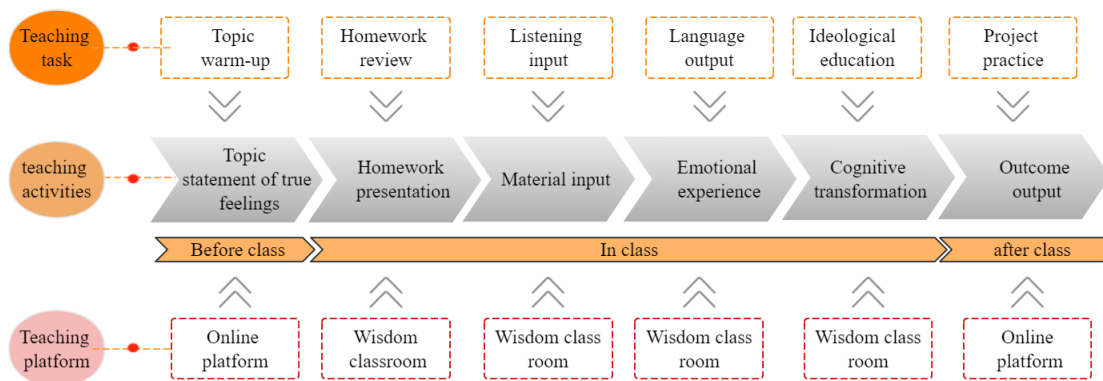 Teaching
task
Topic
warm-up
Homework
review
Listening
input
Language
output
Ideological
education
Project
practice
teaching
activities
Topic
statement of true
feelings
Homework
presentation
Material input
Emotional
experience
Cognitive
transformation
Outcome
output
Before class
In class
after class
Teaching
platform
Online
platform
Wisdom
classroom
Wisdom class
room
Wisdom class
room
Wisdom class
room
Online
platform